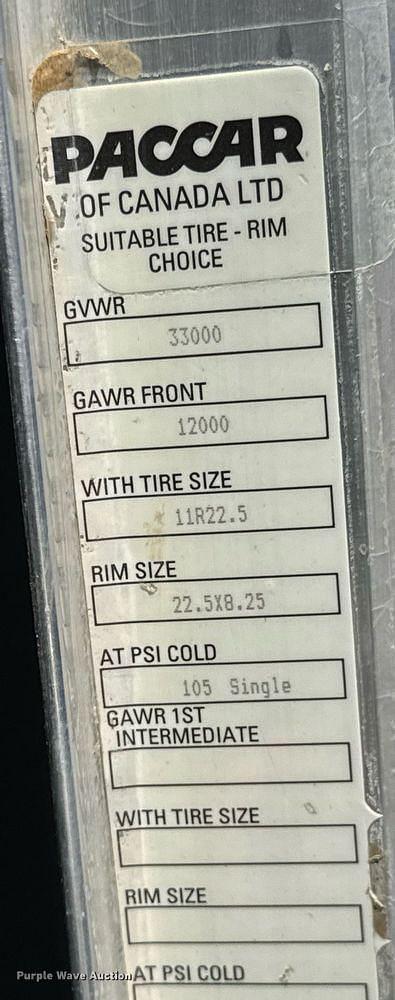 PACCAR
OF CANADA LTD
SUITABLE TIRE - RIM
CHOICE
GVWR
33000
GAWR FRONT
12000
WITH TIRE SIZE
11R22.5
RIM SIZE
22.5X8.25
AT PSI COLD
105 Single
GAWR 1ST
INTERMEDIATE
WITH TIRE SIZE
RIM SIZE
AT PSI COLD
Purple Wave Auction